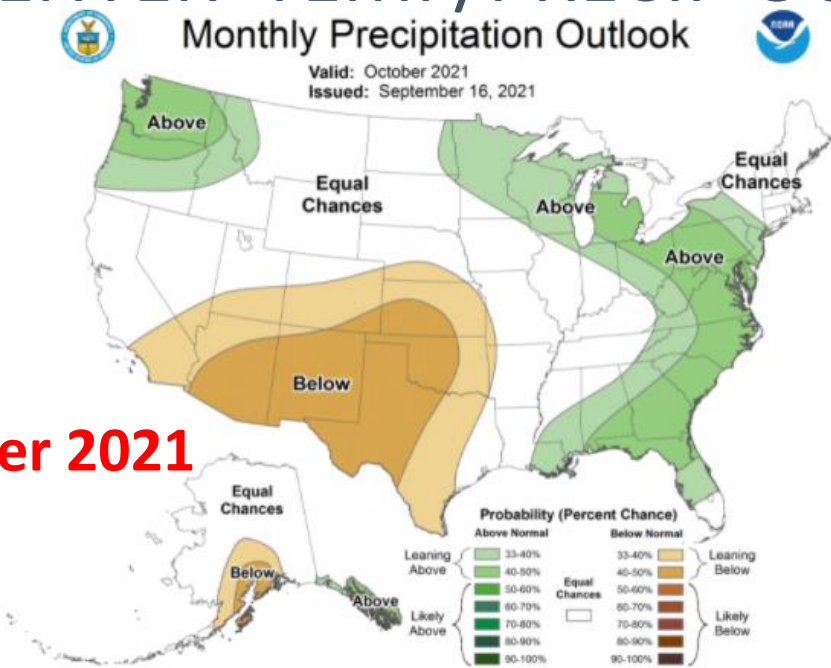 Monthly Precipitation Outlook
Valid: October 2021
Issued: September 16, 2021
NOAA
Above
Equal
Chances
Equal
Chances
Above
Above
Below
er 2021
Equal
Chances
Below
Above
Probability (Percent Chance)
Above Normal
Below Normal
Leaning
Above
33-40%
40-50%
Likely
Above
50-60%
60-70%
70-80%
80-90%
90-100%
Equal
Chances
33-40%
40-50%
Leaning
Below
50-60%
60-70%
70-80%
80-90%
90-100%
Likely
Below